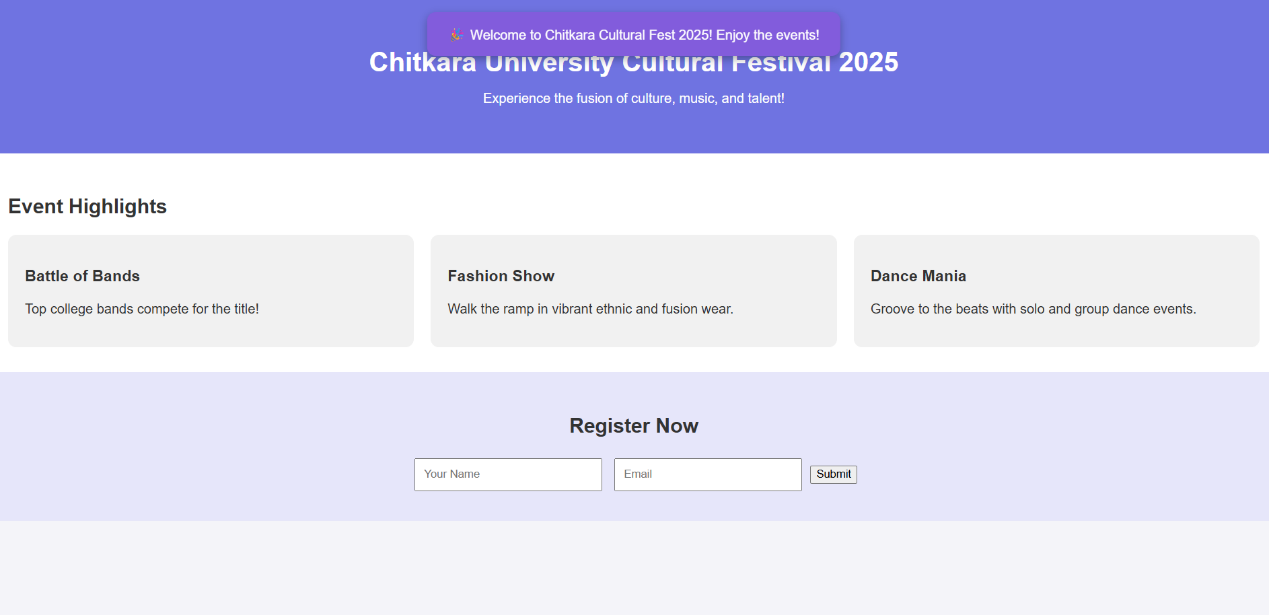 🎉 Welcome to Chitkara Cultural Fest 2025! Enjoy the events!
Chitkara University Cultural Festival 2025
Experience the fusion of culture, music, and talent!
Event Highlights
Battle of Bands
Top college bands compete for the title!
Fashion Show
Walk the ramp in vibrant ethnic and fusion wear.
Dance Mania
Groove to the beats with solo and group dance events.
Register Now
Your Name
Email
Submit